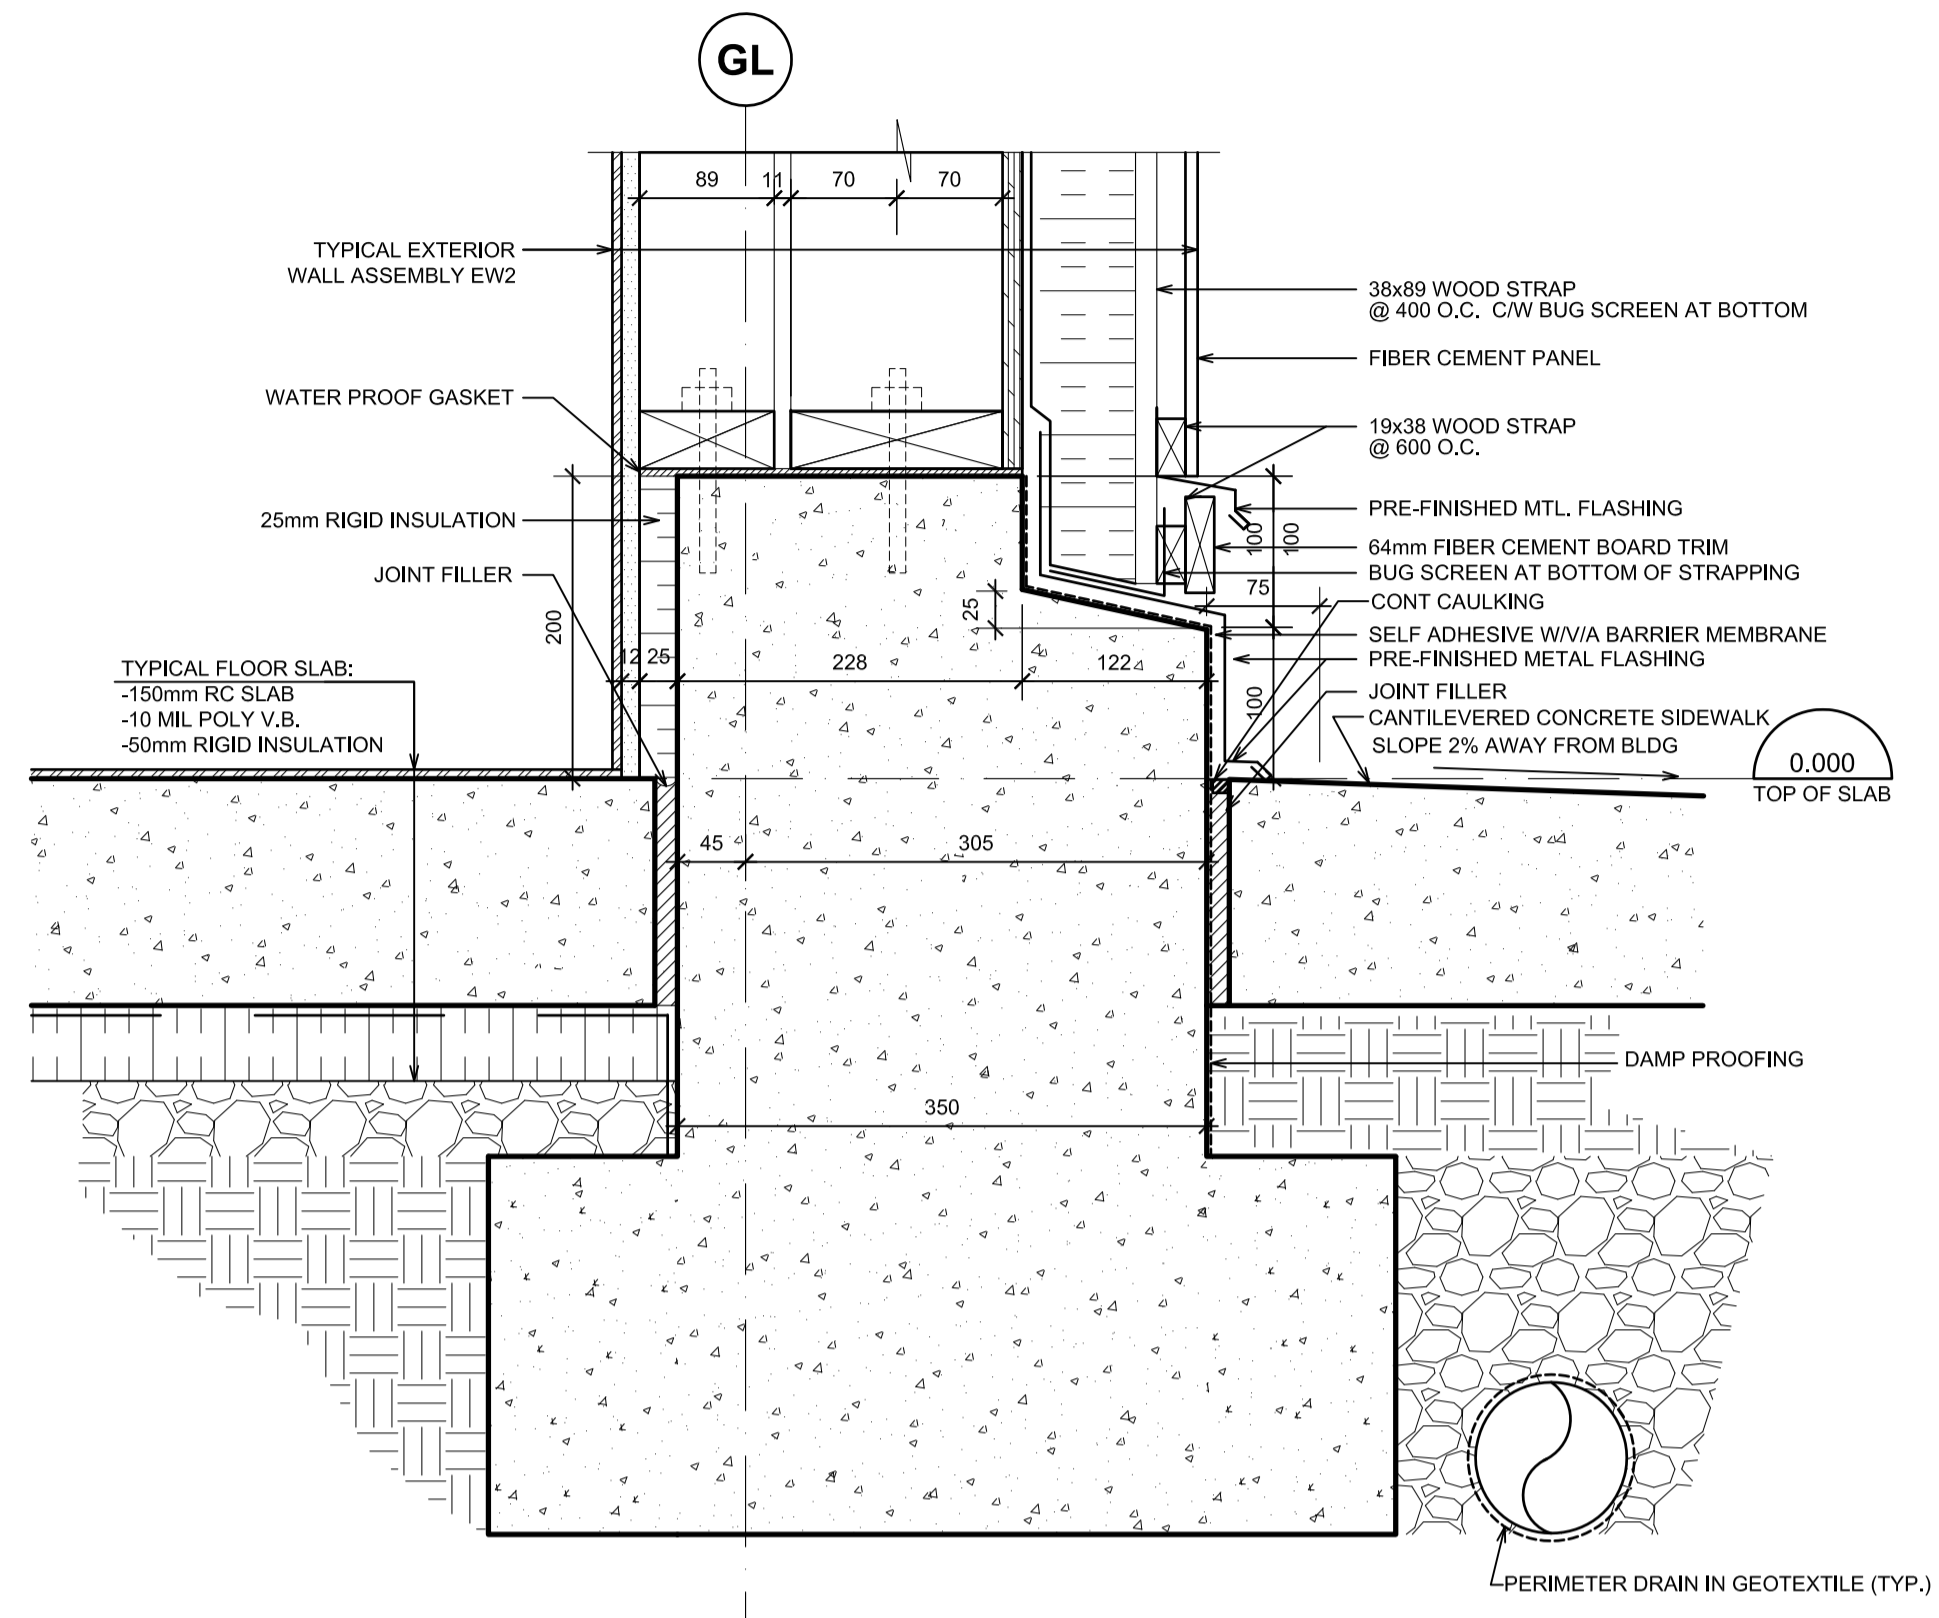 GL
89
11
70
70
TYPICAL EXTERIOR
WALL ASSEMBLY EW2
WATER PROOF GASKET
25mm RIGID INSULATION
JOINT FILLER
200
TYPICAL FLOOR SLAB:
-150mm RC SLAB
-10 MIL POLY V.B.
-50mm RIGID INSULATION
12
25
228
122
25
45
305
350
38x89 WOOD STRAP
@ 400 O.C. C/W BUG SCREEN AT BOTTOM
FIBER CEMENT PANEL
19x38 WOOD STRAP
@ 600 O.C.
PRE-FINISHED MTL. FLASHING
100
100
64mm FIBER CEMENT BOARD TRIM
BUG SCREEN AT BOTTOM OF STRAPPING
75
CONT CAULKING
SELF ADHESIVE W/V/A BARRIER MEMBRANE
PRE-FINISHED METAL FLASHING
100
JOINT FILLER
CANTILEVERED CONCRETE SIDEWALK
SLOPE 2% AWAY FROM BLDG
0.000
TOP OF SLAB
DAMP PROOFING
PERIMETER DRAIN IN GEOTEXTILE (TYP.)